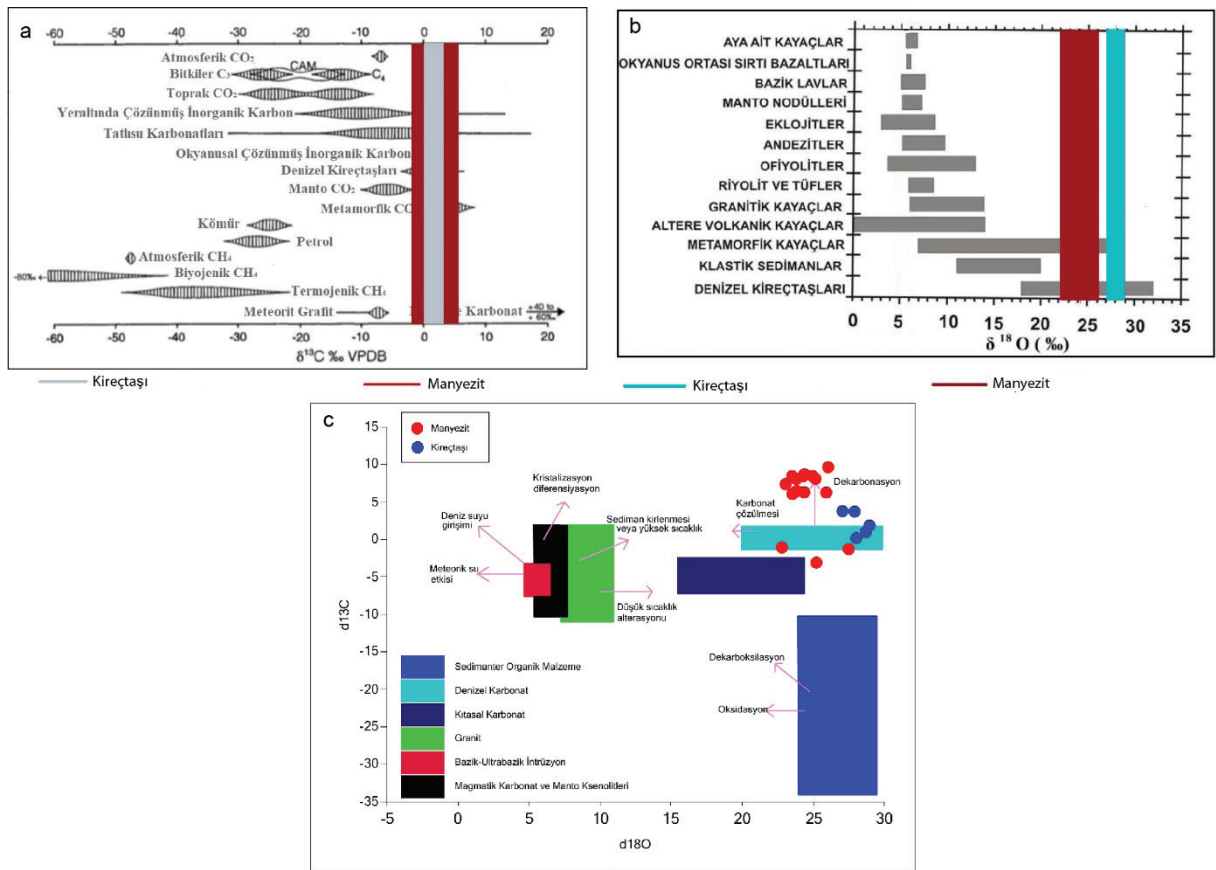 a
-60 -50 -40 -30 -20 -10 0 10 20
Atmosferik CO₂
CAM
Bitkiler C₃
C₄
Toprak CO₂
Yeraltında Çözünmüş İnorganik Karbon
Tatlısu Karbonatları
Okyanusal Çözünmüş İnorganik Karbon
Denizel Kireçtaşları
Manto CO₂
Metamorfik CO
Kömür
Petrol
Atmosferik CH₄
-80‰
Biyojenik CH₄
Termojenik CH₄
Meteorit Grafit
Karbonat
+40 to
+ 60‰
-60 -50 -40 -30 -20 -10 0 10 20
δ¹³C ‰ VPDB
Kireçtaşı
Manyezit
b
AYA AİT KAYAÇLAR
OKYANUS ORTASI SIRTI BAZALTLARI
BAZİK LAVLAR
MANTO NODÜLLERİ
EKLOJİTLER
ANDEZİTLER
OFİYOLİTLER
RİYOLİT VE TÜFLER
GRANİTİK KAYAÇLAR
ALTERE VOLKANİK KAYAÇLAR
METAMORFİK KAYAÇLAR
KLASTİK SEDİMANLAR
DENİZEL KİREÇTAŞLARI
0 5 10 15 20 25 30 35
δ ¹⁸ O ( ‰)
Kireçtaşı
Manyezit
c
Manyezit
Kireçtaşı
15
10
5
0
-5
-10
-15
-20
-25
-30
-35
d13C
Kristalizasyon
diferensiyasyon
Deniz suyu
girişimi
Sediman kirlenmesi
veya yüksek sıcaklık
Karbonat
çözülmesi
Dekarbonasyon
Meteorik su
etkisi
Düşük sıcaklık
alterasyonu
Dekarboksilasyon
Oksidasyon
Sedimanter Organik Malzeme
Denizel Karbonat
Kıtasal Karbonat
Granit
Bazik-Ultrabazik İntrüzyon
Magmatik Karbonat ve Manto Ksenolitleri
-5 0 5 10 15 20 25 30
d18O